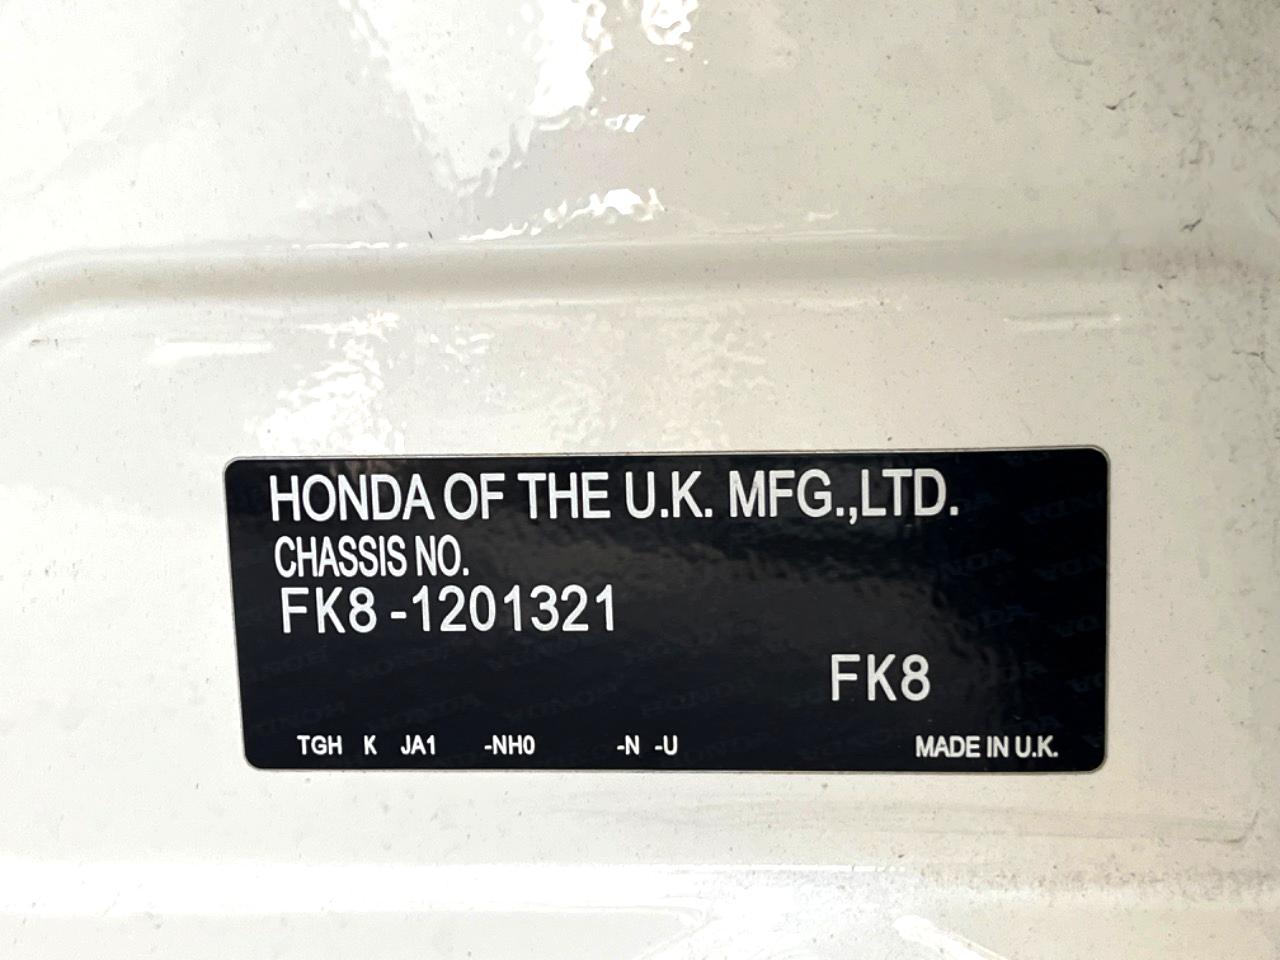 HONDA OF THE U.K. MFG.,LTD.
CHASSIS NO.
FK8-1201321
FK8
TGH K JA1 -NH0 -N -U MADE IN U.K.